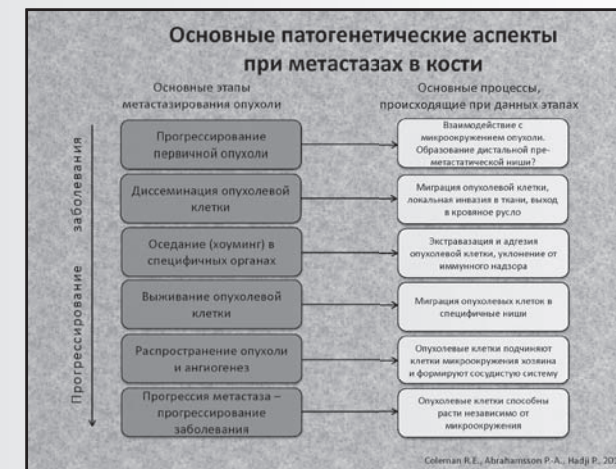 Основные патогенетические аспекты
при метастазах в кости
Основные этапы
метастазирования опухоли
Основные процессы,
происходящие при данных этапах
Прогрессирование заболевания
Прогрессирование
первичной опухоли
Взаимодействие с
микроокружением опухоли.
Образование дистальной пре-
метастатической ниши?
Диссеминация опухолевой
клетки
Миграция опухолевой клетки,
локальная инвазия в ткани, выход
в кровяное русло
Оседание (хоуминг) в
специфичных органах
Экстравазация и адгезия
опухолевой клетки, уклонение от
иммунного надзора
Выживание опухолевой
клетки
Миграция опухолевых клеток в
специфичные ниши
Распространение опухоли
и ангиогенез
Опухолевые клетки подчиняют
клетки микроокружения хозяина
и формируют сосудистую систему
Прогрессия метастаза –
прогрессирование
заболевания
Опухолевые клетки способны
расти независимо от
микроокружения
Coleman R.E., Abrahamsson P.-A., Hadji P.,